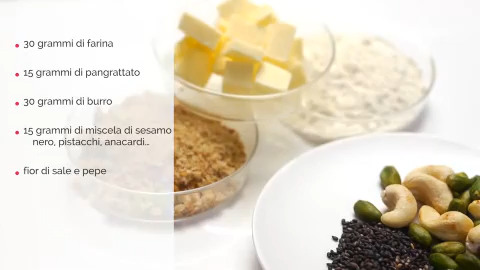 30 grammi di farina
15 grammi di pangrattato
30 grammi di burro
15 grammi di miscela di sesamo
nero, pistacchi, anacardi...
fior di sale e pepe